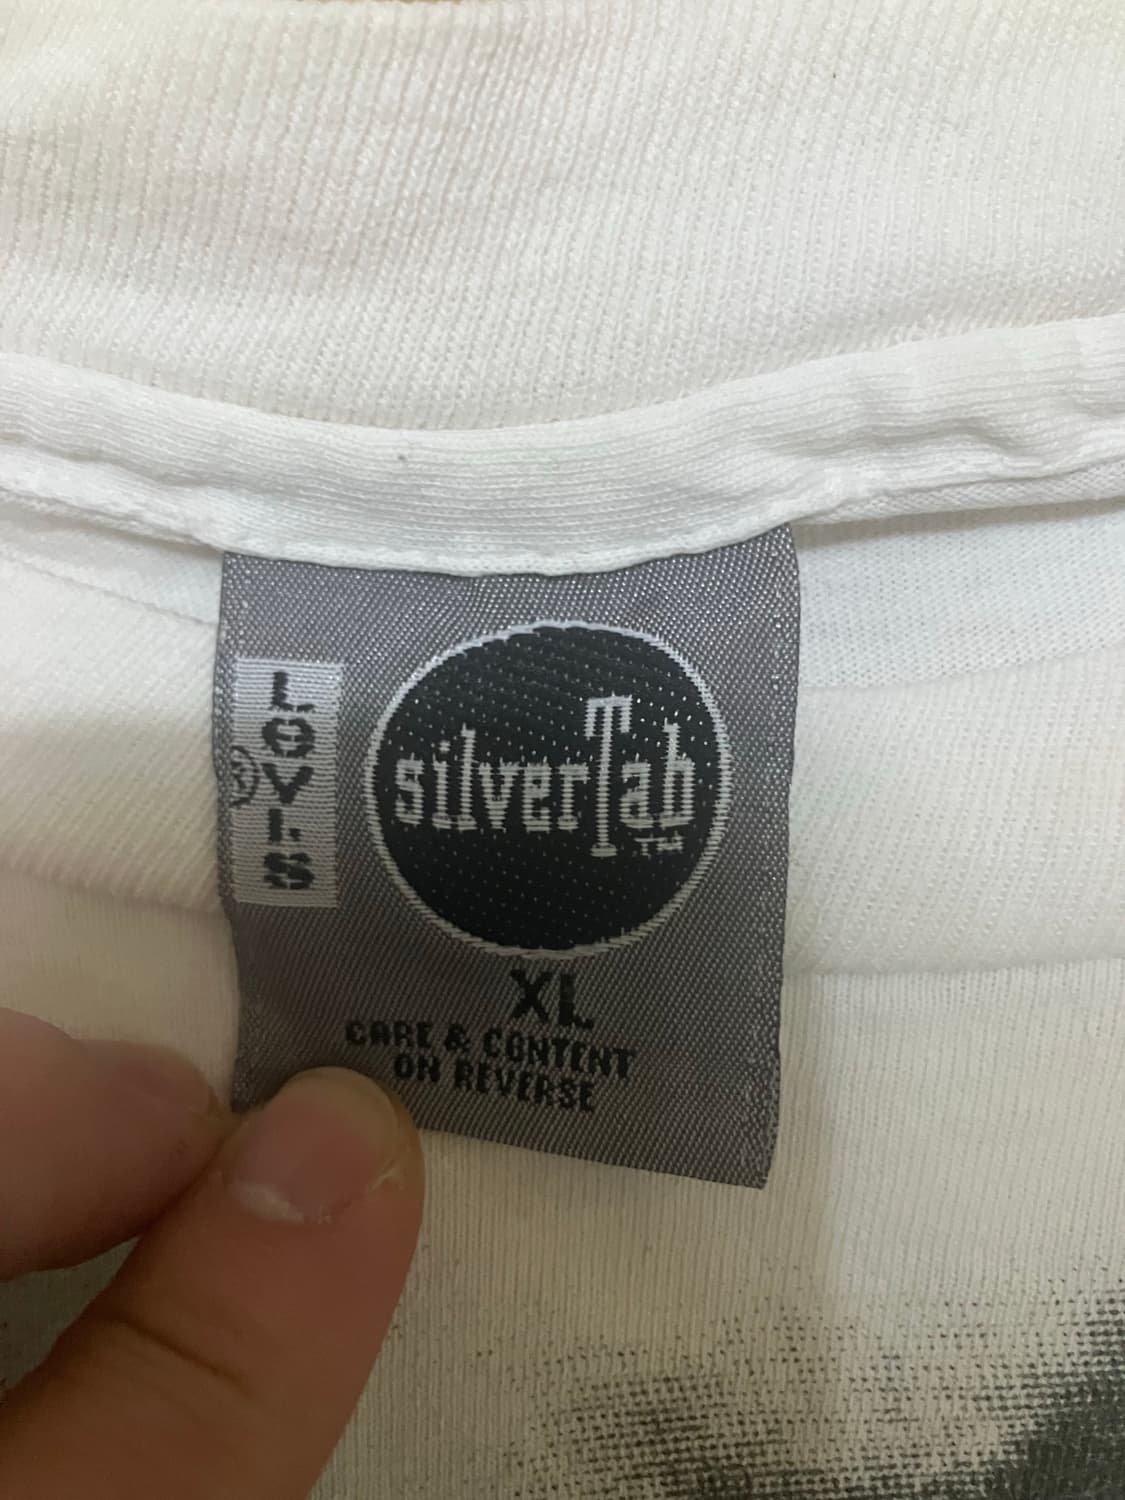 LEVI'S
®
silverTab
™
XL
CARE & CONTENT
ON REVERSE